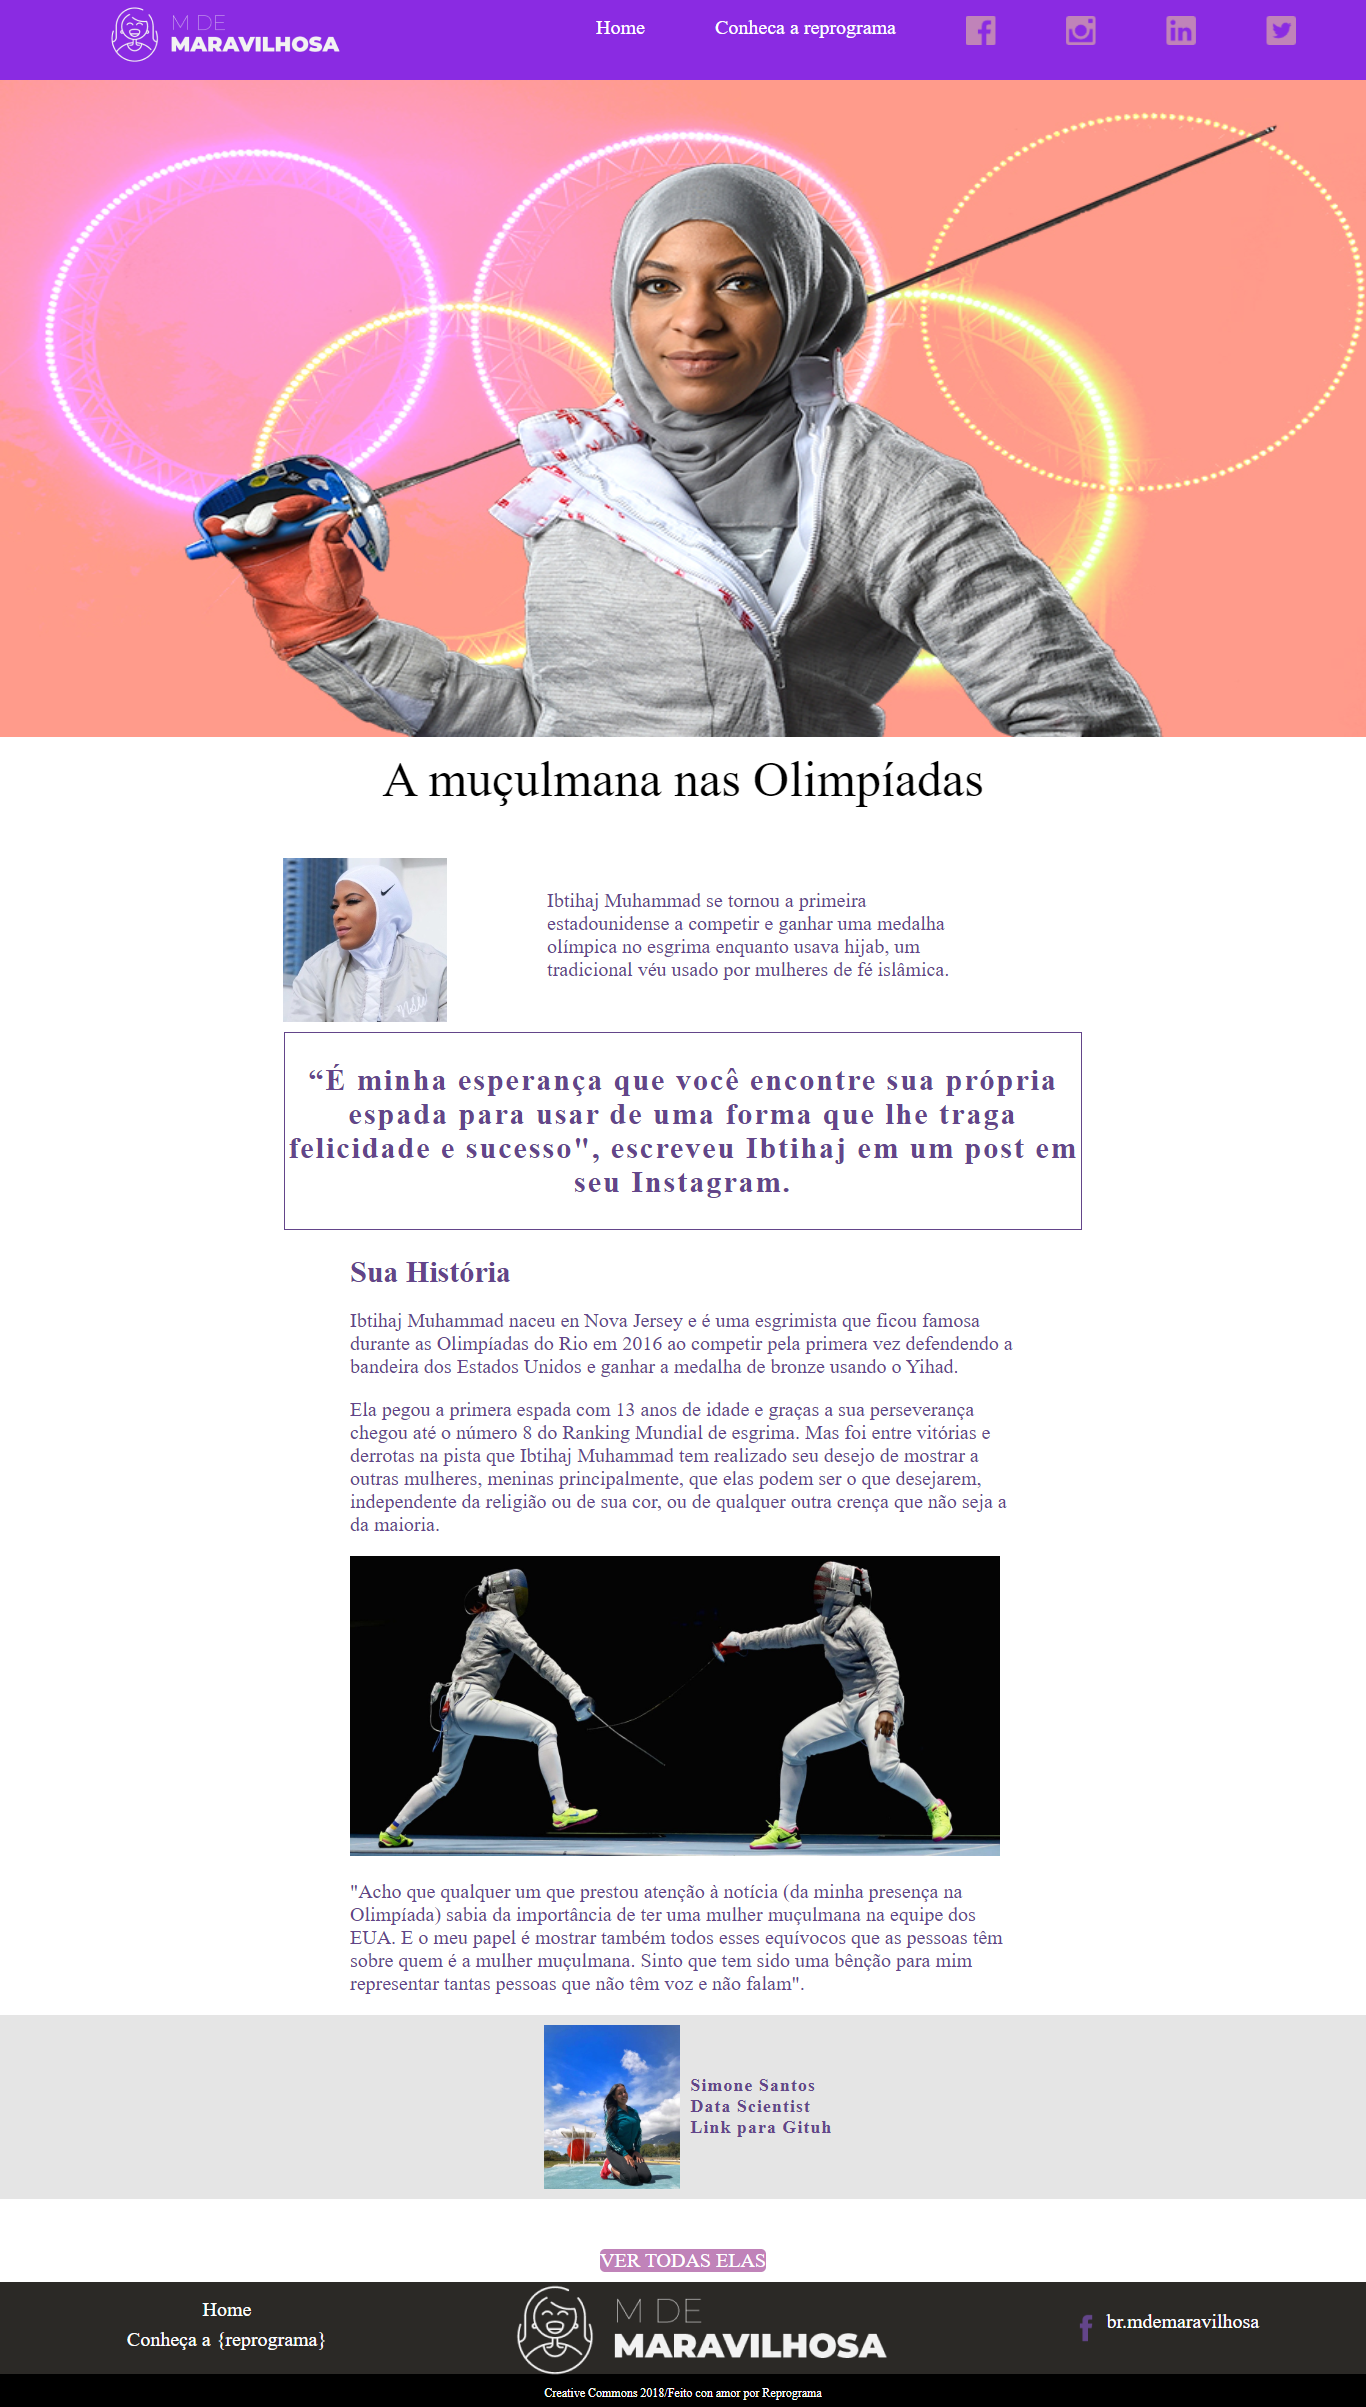 M DE
MARAVILHOSA
Home
Conheca a reprograma
A muçulmana nas Olimpíadas
Ibtihaj Muhammad se tornou a primeira
estadounidense a competir e ganhar uma medalha
olímpica no esgrima enquanto usava hijab, um
tradicional véu usado por mulheres de fé islâmica.
“É minha esperança que você encontre sua própria
espada para usar de uma forma que lhe traga
felicidade e sucesso", escreveu Ibtihaj em um post em
seu Instagram.
Sua História
Ibtihaj Muhammad naceu en Nova Jersey e é uma esgrimista que ficou famosa
durante as Olimpíadas do Rio em 2016 ao competir pela primera vez defendendo a
bandeira dos Estados Unidos e ganhar a medalha de bronze usando o Yihad.
Ela pegou a primera espada com 13 anos de idade e graças a sua perseverança
chegou até o número 8 do Ranking Mundial de esgrima. Mas foi entre vitórias e
derrotas na pista que Ibtihaj Muhammad tem realizado seu desejo de mostrar a
outras mulheres, meninas principalmente, que elas podem ser o que desejarem,
independente da religião ou de sua cor, ou de qualquer outra crença que não seja a
da maioria.
"Acho que qualquer um que prestou atenção à notícia (da minha presença na
Olimpíada) sabia da importância de ter uma mulher muçulmana na equipe dos
EUA. E o meu papel é mostrar também todos esses equívocos que as pessoas têm
sobre quem é a mulher muçulmana. Sinto que tem sido uma bênção para mim
representar tantas pessoas que não têm voz e não falam".
Simone Santos
Data Scientist
Link para Gituh
VER TODAS ELAS
Home
Conheça a {reprograma}
M DE
MARAVILHOSA
br.mdemaravilhosa
Creative Commons 2018/Feito con amor por Reprograma